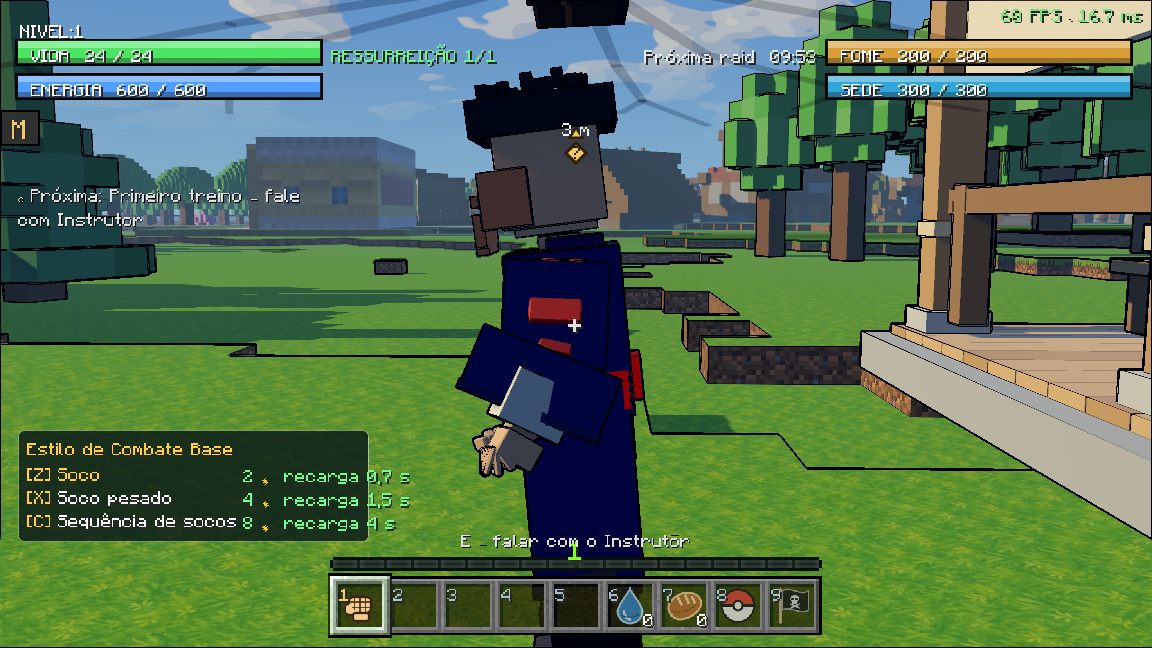 NIVEL:1
60 FPS · 16.7 ms
VIDA 24 / 24
RESSURREIÇÃO 1/1
Próxima raid 09:59
FOME 200 / 200
ENERGIA 600 / 600
SEDE 300 / 300
M
3 m
Próxima: Primeiro treino - fale
com Instrutor
Estilo de Combate Base
[Z] Soco 2 recarga 0,7 s
[X] Soco pesado 4 recarga 1,5 s
[C] Sequência de socos 8 recarga 4 s
E - falar com o Instrutor
1
1 2 3 4 5 6 7 8 9
0 0